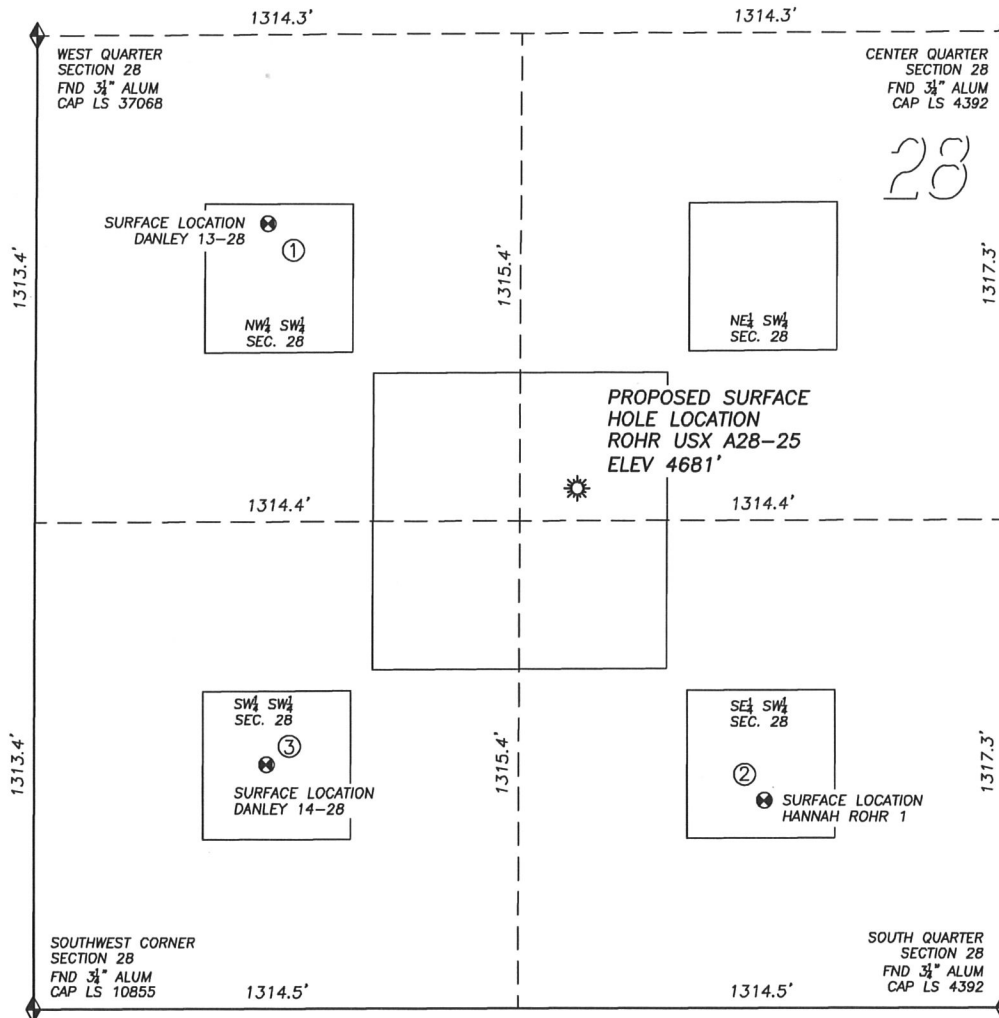 1314.3'
1314.3'
WEST QUARTER
SECTION 28
FND 3¼" ALUM
CAP LS 37068
CENTER QUARTER
SECTION 28
FND 3¼" ALUM
CAP LS 4392
28
SURFACE LOCATION
DANLEY 13-28
①
1313.4'
1315.4'
1317.3'
NW¼ SW¼
SEC. 28
NE¼ SW¼
SEC. 28
PROPOSED SURFACE
HOLE LOCATION
ROHR USX A28-25
ELEV 4681'
1314.4'
1314.4'
SW¼ SW¼
SEC. 28
③
SURFACE LOCATION
DANLEY 14-28
SE¼ SW¼
SEC. 28
②
SURFACE LOCATION
HANNAH ROHR 1
1313.4'
1315.4'
1317.3'
SOUTHWEST CORNER
SECTION 28
FND 3¼" ALUM
CAP LS 10855
SOUTH QUARTER
SECTION 28
FND 3¼" ALUM
CAP LS 4392
1314.5'
1314.5'